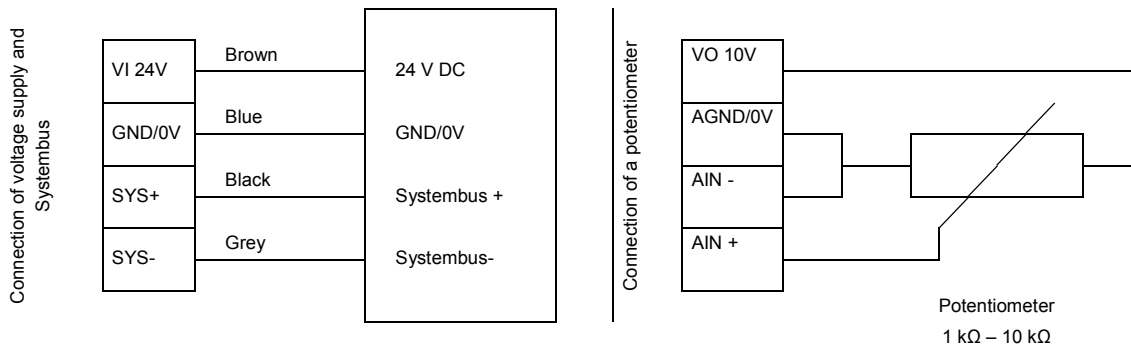 Connection of voltage supply and
Systembus
VI 24V
GND/0V
SYS+
SYS-
Brown
Blue
Black
Grey
24 V DC
GND/0V
Systembus +
Systembus-
Connection of a potentiometer
VO 10V
AGND/0V
AIN -
AIN +
Potentiometer
1 kΩ – 10 kΩ